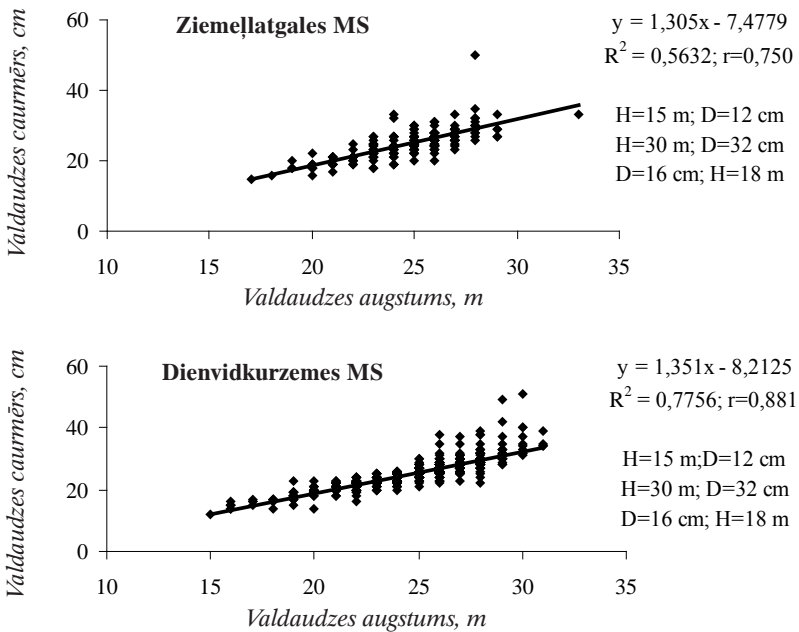 Ziemeļlatgales MS
y = 1,305x - 7,4779
R² = 0,5632; r=0,750
H=15 m; D=12 cm
H=30 m; D=32 cm
D=16 cm; H=18 m
Valdaudzes caurmērs, cm
60
40
20
0
10 15 20 25 30 35
Valdaudzes augstums, m
Dienvidkurzemes MS
y = 1,351x - 8,2125
R² = 0,7756; r=0,881
H=15 m;D=12 cm
H=30 m; D=32 cm
D=16 cm; H=18 m
Valdaudzes caurmērs, cm
60
40
20
0
10 15 20 25 30 35
Valdaudzes augstums, m